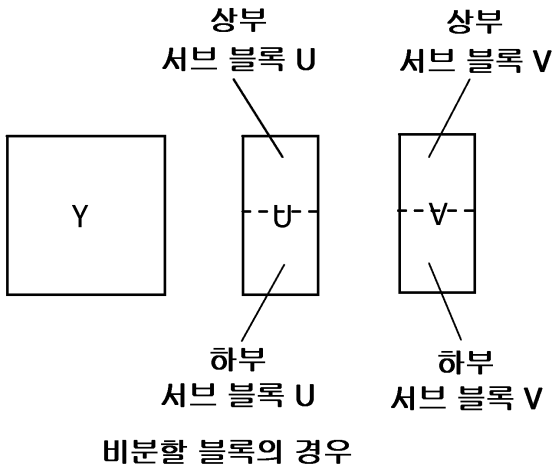 상부
서브 블록 U
상부
서브 블록 V
Y
U
V
하부
서브 블록 U
하부
서브 블록 V
비분할 블록의 경우